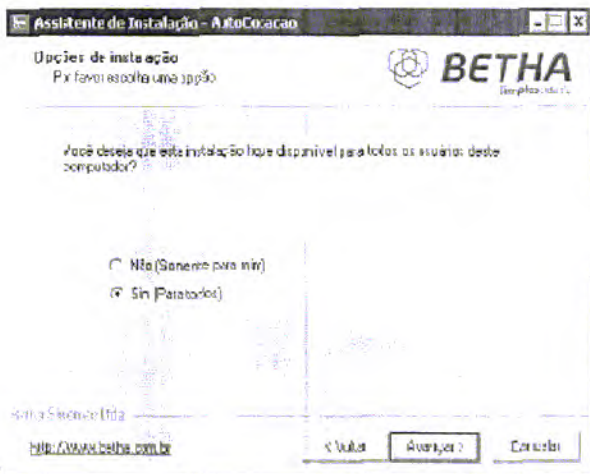 Assistente de Instalação - AutoCotacao
Opções de instalação
Por favor escolha uma opção
BETHA
Você deseja que esta instalação fique disponível para todos os usuários deste
computador?
Não (Somente para mim)
Sim (Para todos)
Betha Sistemas Ltda
http://www.betha.com.br
< Voltar
Avançar >
Cancelar